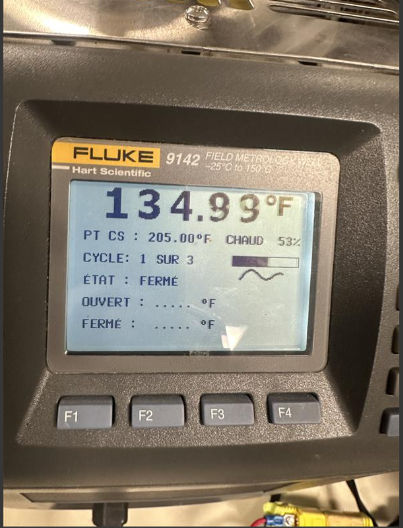 FLUKE 9142 FIELD METROLOGY WELL
Hart Scientific -25°C to 150°C
134.99°F
PT CS : 205.00°F CHAUD 53%
CYCLE: 1 SUR 3
ÉTAT : FERMÉ
OUVERT : ..... °F
FERMÉ : ..... °F
F1 F2 F3 F4